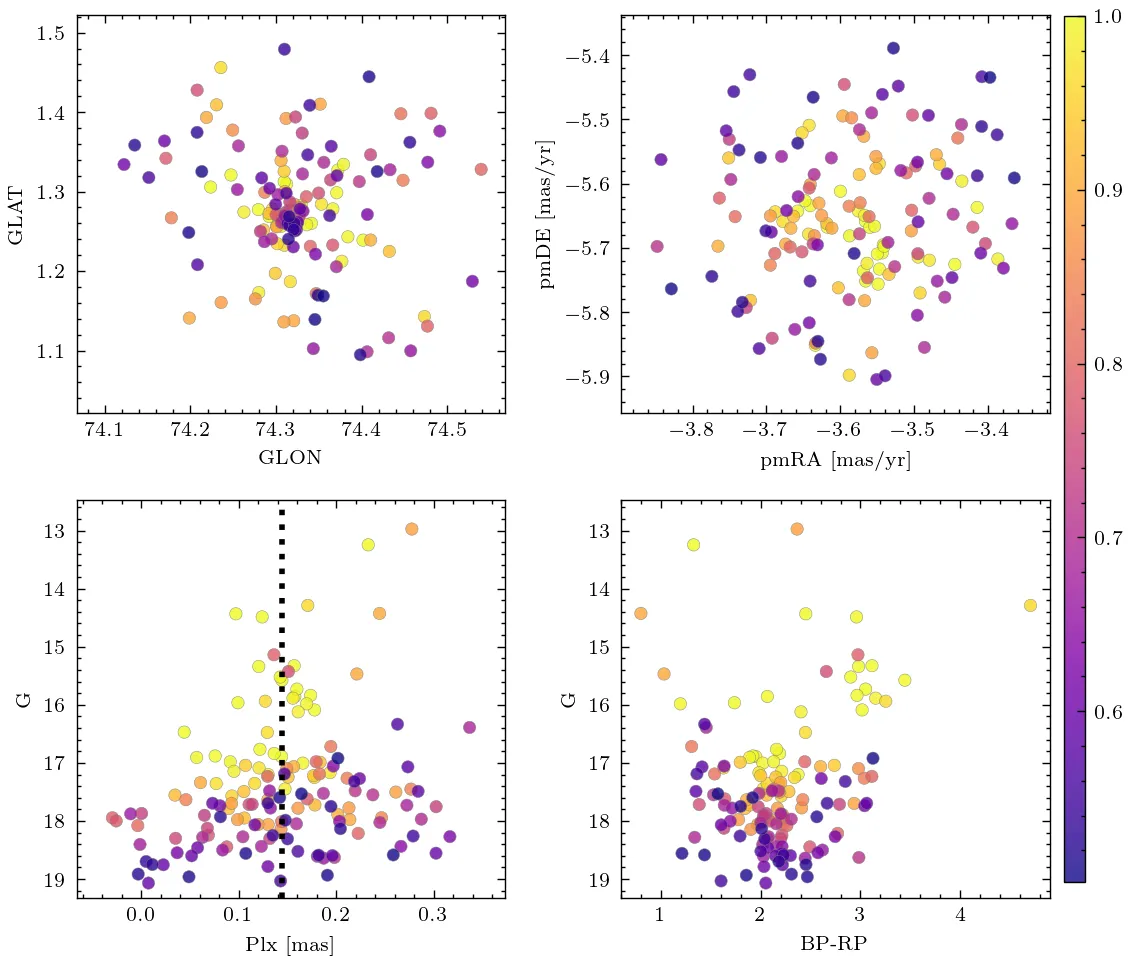 1.5
1.4
1.3
1.2
1.1
GLAT
74.1 74.2 74.3 74.4 74.5
GLON
−5.4
−5.5
−5.6
−5.7
−5.8
−5.9
pmDE [mas/yr]
−3.8 −3.7 −3.6 −3.5 −3.4
pmRA [mas/yr]
1.0
0.9
0.8
0.7
0.6
13
14
15
16
17
18
19
G
0.0 0.1 0.2 0.3
Plx [mas]
13
14
15
16
17
18
19
G
1 2 3 4
BP-RP